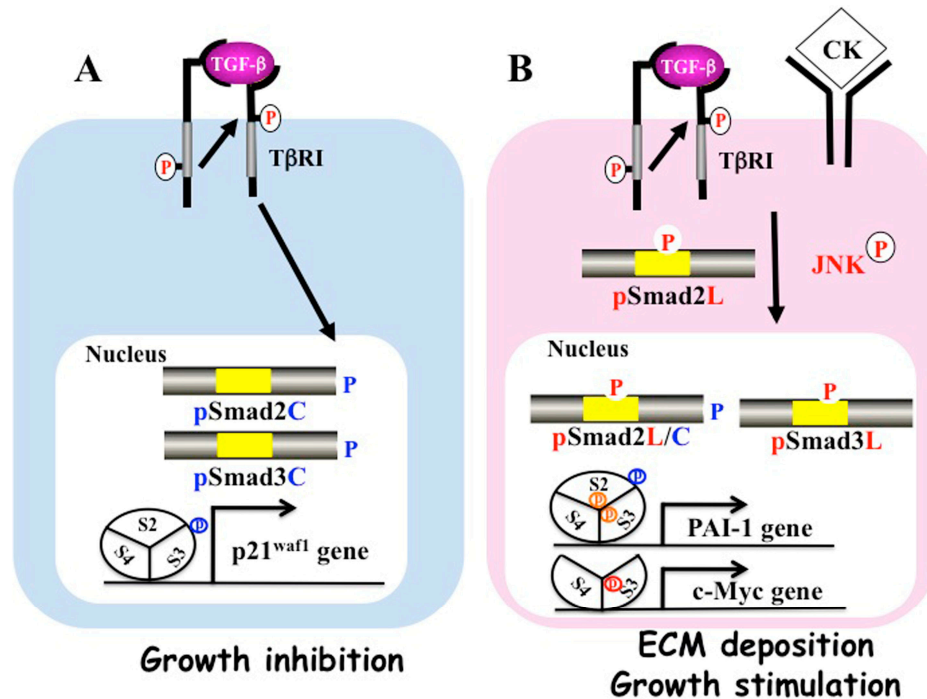 A
TGF-β
P
P
TβRI
Nucleus
P
pSmad2C
P
pSmad3C
S2
S4
S3
P
p21waf1 gene
Growth inhibition
B
TGF-β
CK
P
P
TβRI
P
pSmad2L
JNK P
Nucleus
P
P
pSmad2L/C
P
pSmad3L
S2
S4
S3
P
P
P
PAI-1 gene
S4
S3
P
c-Myc gene
ECM deposition
Growth stimulation